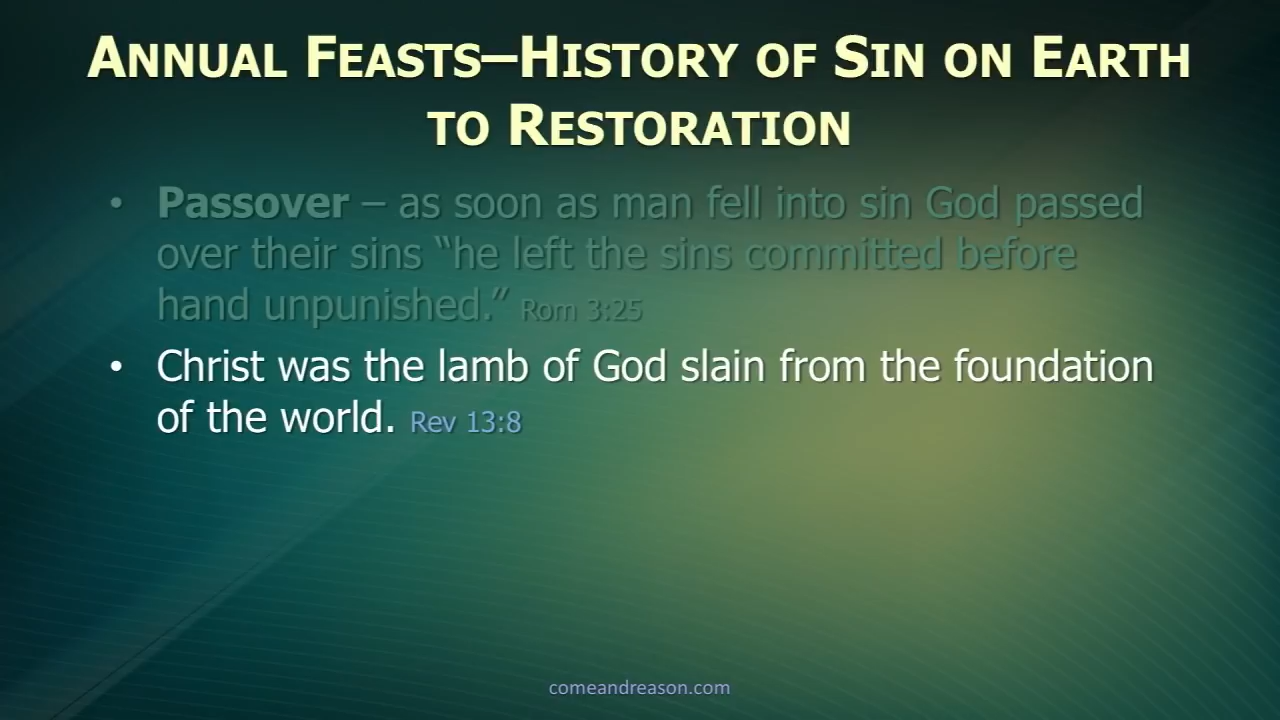 ANNUAL FEASTS–HISTORY OF SIN ON EARTH
TO RESTORATION
• Passover – as soon as man fell into sin God passed
over their sins “he left the sins committed before
hand unpunished.” Rom 3:25
• Christ was the lamb of God slain from the foundation
of the world. Rev 13:8
comeandreason.com